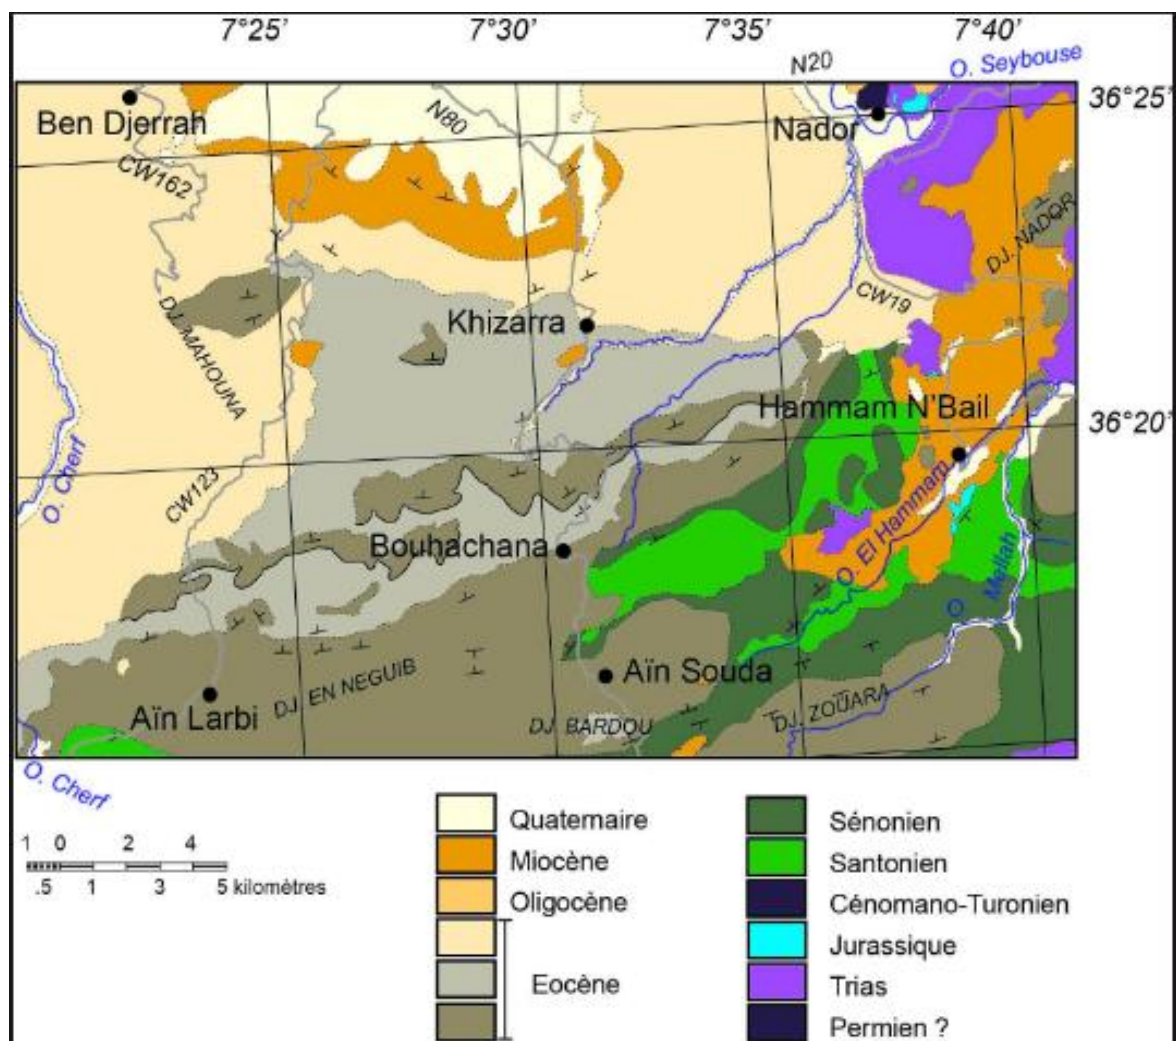 7°25' 7°30' 7°35' 7°40'
N20
O. Seybouse
36°25'
Ben Djerrah
N80
Nador
CW162
DJ. NADOR
DJ. MAHOUNA
Khizarra
CW19
Hammam N'Bail
36°20'
O. Cherf
CW123
Bouhachana
O. El Hammam
O. Mellah
Aïn Souda
DJ. EN NEGUIB
DJ. ZOUARA
Aïn Larbi
DJ. BARDOU
O. Cherf
1 0 2 4
.5 1 3 5 kilomètres
Quaternaire
Miocène
Oligocène
Eocène
Sénonien
Santonien
Cénomano-Turonien
Jurassique
Trias
Permien ?